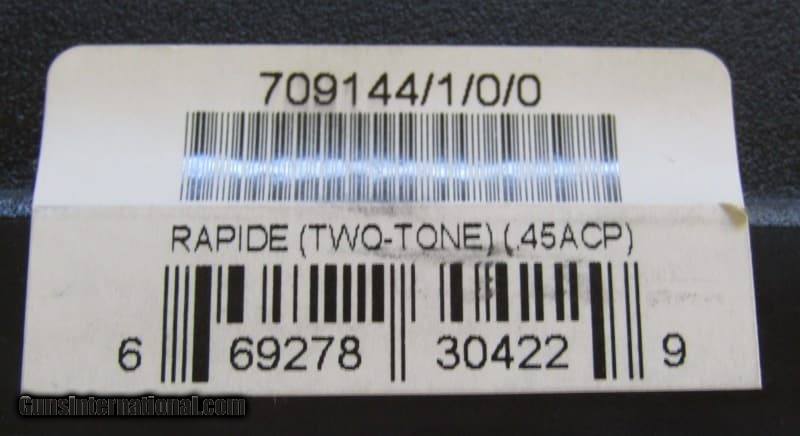 709144/1/0/0
RAPIDE (TWO-TONE) (.45ACP)
6 69278 30422 9
GunsInternational.com